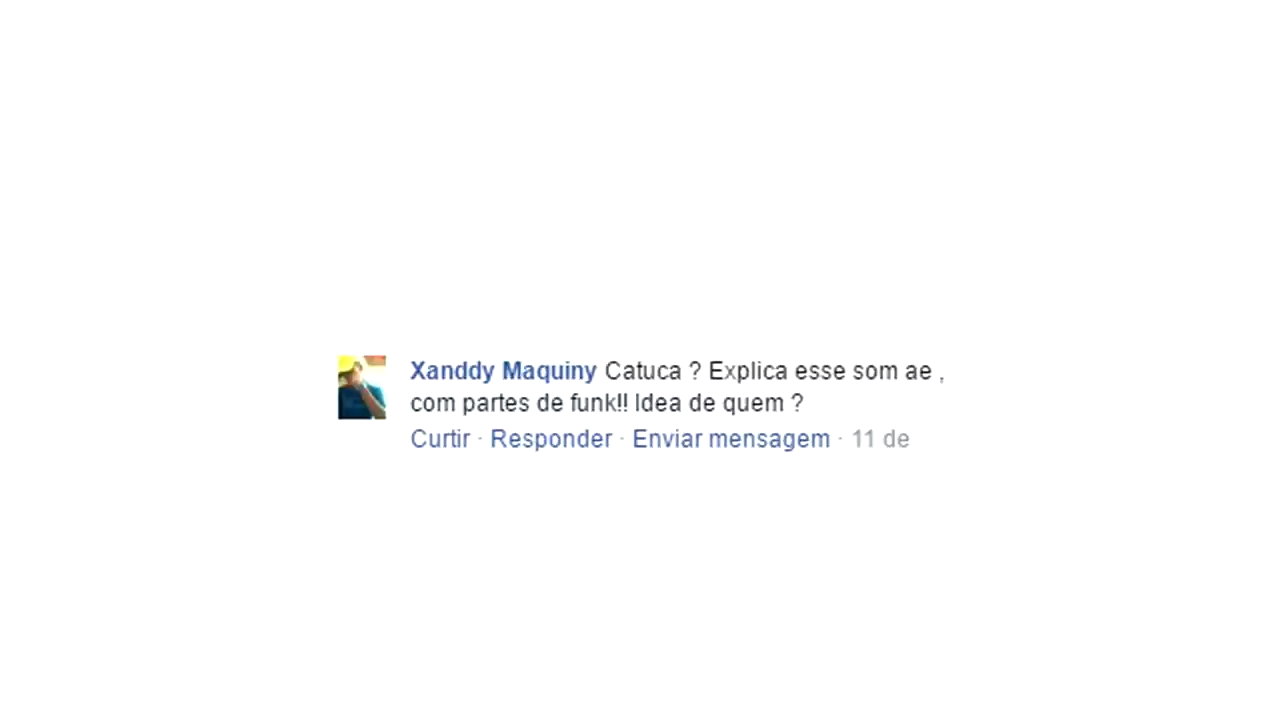 Xanddy Maquiny Catuca ? Explica esse som ae ,
com partes de funk!! Idea de quem ?
Curtir · Responder · Enviar mensagem · 11 de